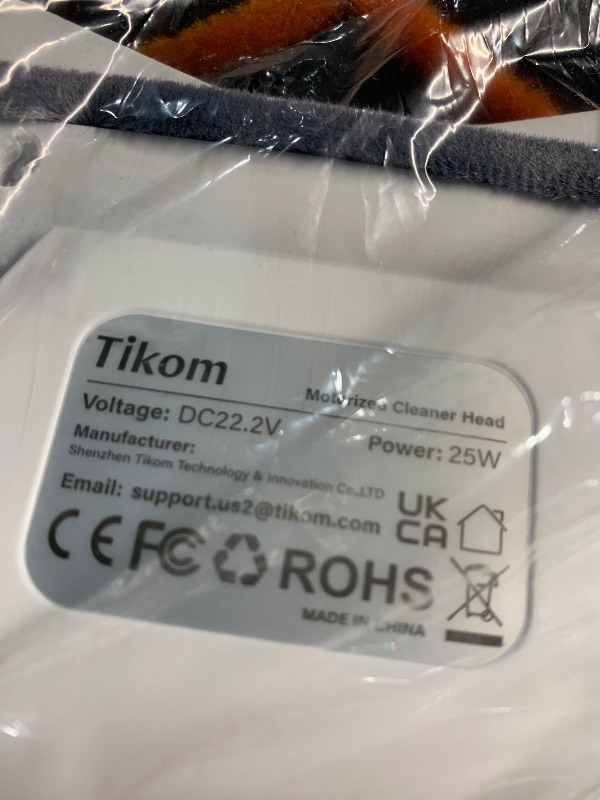 Tikom
Motorized Cleaner Head
Voltage: DC22.2V
Power: 25W
Manufacturer:
Shenzhen Tikom Technology & Innovation Co.,LTD
Email: support.us2@tikom.com
UK
CA
CE FC ROHS
MADE IN CHINA